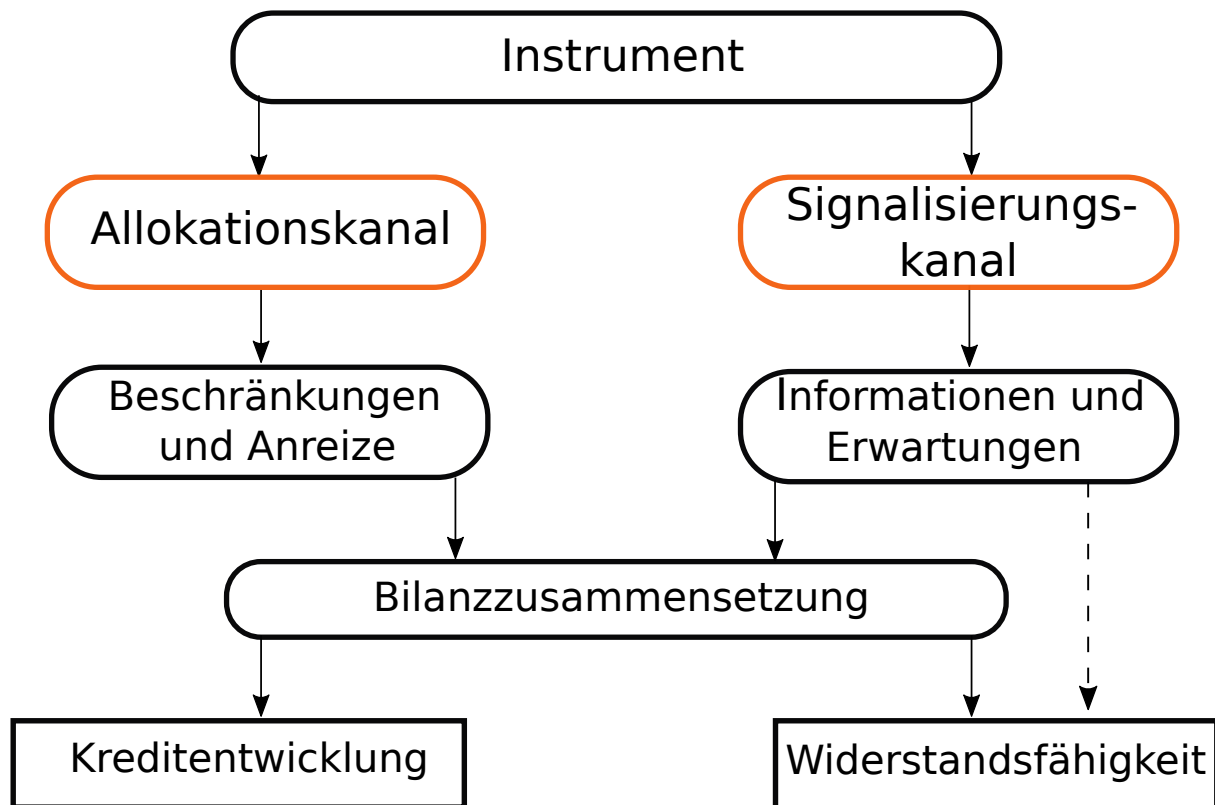 Instrument
Allokationskanal
Signalisierungs-
kanal
Beschränkungen
und Anreize
Informationen und
Erwartungen
Bilanzzusammensetzung
Kreditentwicklung
Widerstandsfähigkeit